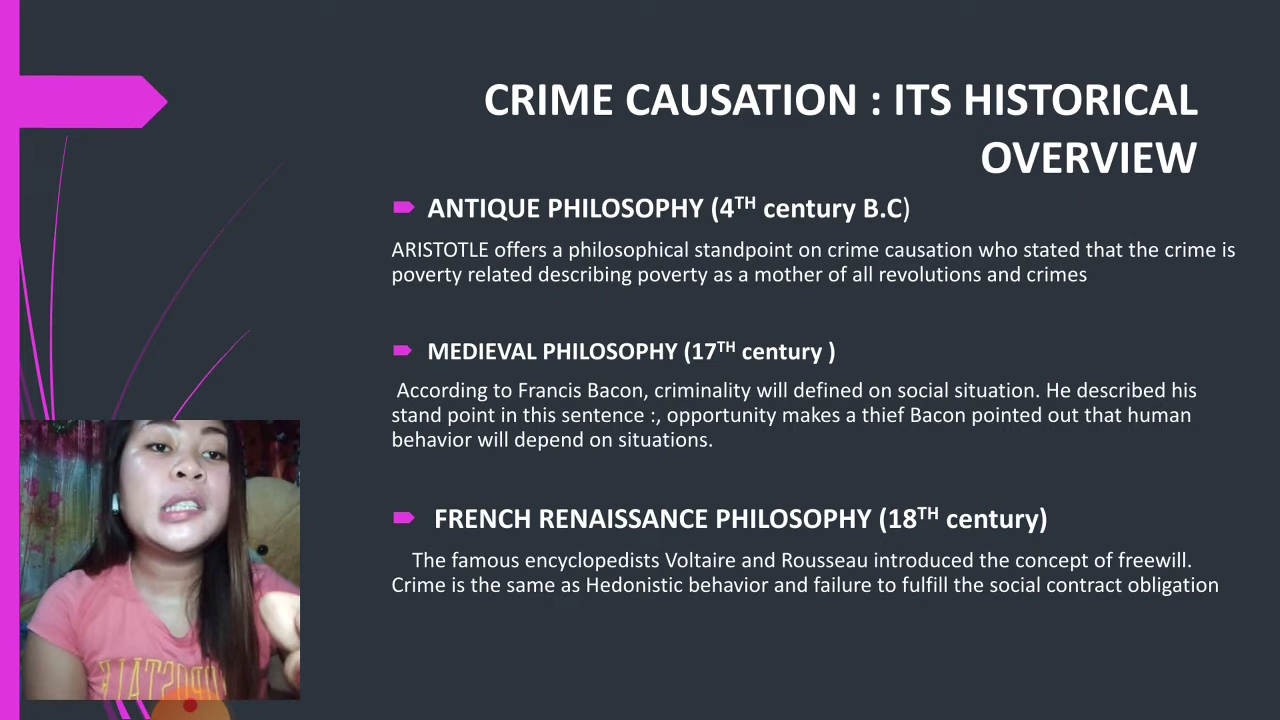 CRIME CAUSATION : ITS HISTORICAL
OVERVIEW
ANTIQUE PHILOSOPHY (4TH century B.C)
ARISTOTLE offers a philosophical standpoint on crime causation who stated that the crime is
poverty related describing poverty as a mother of all revolutions and crimes
MEDIEVAL PHILOSOPHY (17TH century )
According to Francis Bacon, criminality will defined on social situation. He described his
stand point in this sentence :, opportunity makes a thief Bacon pointed out that human
behavior will depend on situations.
FRENCH RENAISSANCE PHILOSOPHY (18TH century)
The famous encyclopedists Voltaire and Rousseau introduced the concept of freewill.
Crime is the same as Hedonistic behavior and failure to fulfill the social contract obligation